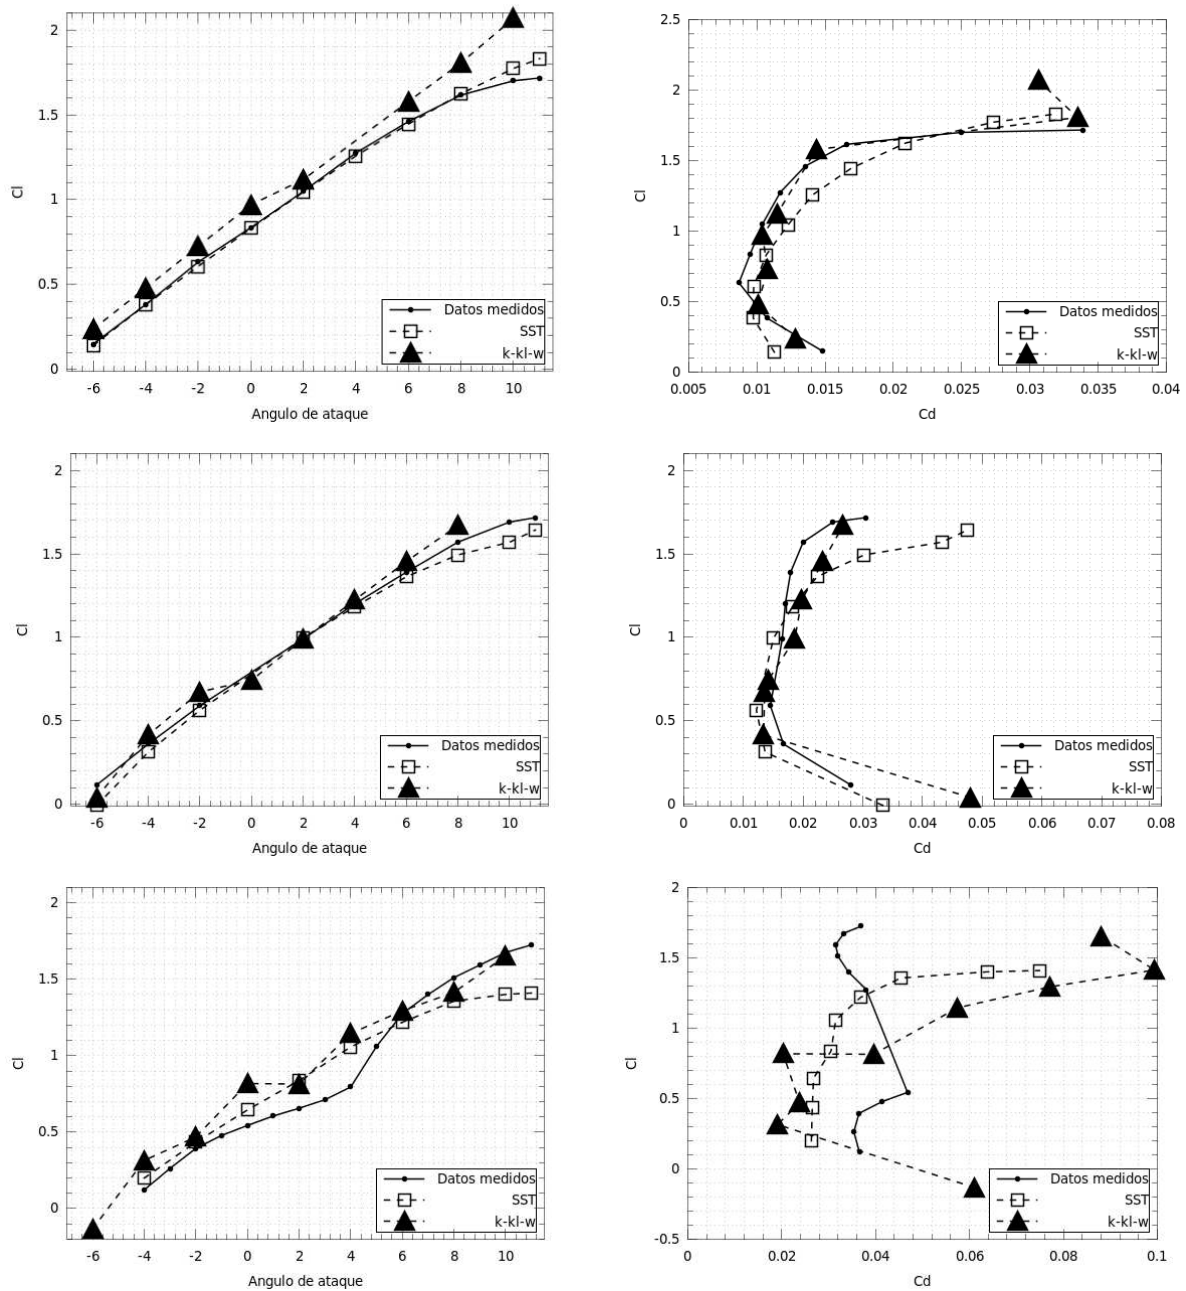 2
1.5
1
0.5
0
Cl
-6 -4 -2 0 2 4 6 8 10
Angulo de ataque
Datos medidos
SST
k-kl-w
2.5
2
1.5
1
0.5
0
Cl
0.005 0.01 0.015 0.02 0.025 0.03 0.035 0.04
Cd
Datos medidos
SST
k-kl-w
2
1.5
1
0.5
0
Cl
-6 -4 -2 0 2 4 6 8 10
Angulo de ataque
Datos medidos
SST
k-kl-w
2
1.5
1
0.5
0
Cl
0 0.01 0.02 0.03 0.04 0.05 0.06 0.07 0.08
Cd
Datos medidos
SST
k-kl-w
2
1.5
1
0.5
0
Cl
-6 -4 -2 0 2 4 6 8 10
Angulo de ataque
Datos medidos
SST
k-kl-w
2
1.5
1
0.5
0
-0.5
Cl
0.02 0.04 0.06 0.08 0.1
Cd
Datos medidos
SST
k-kl-w